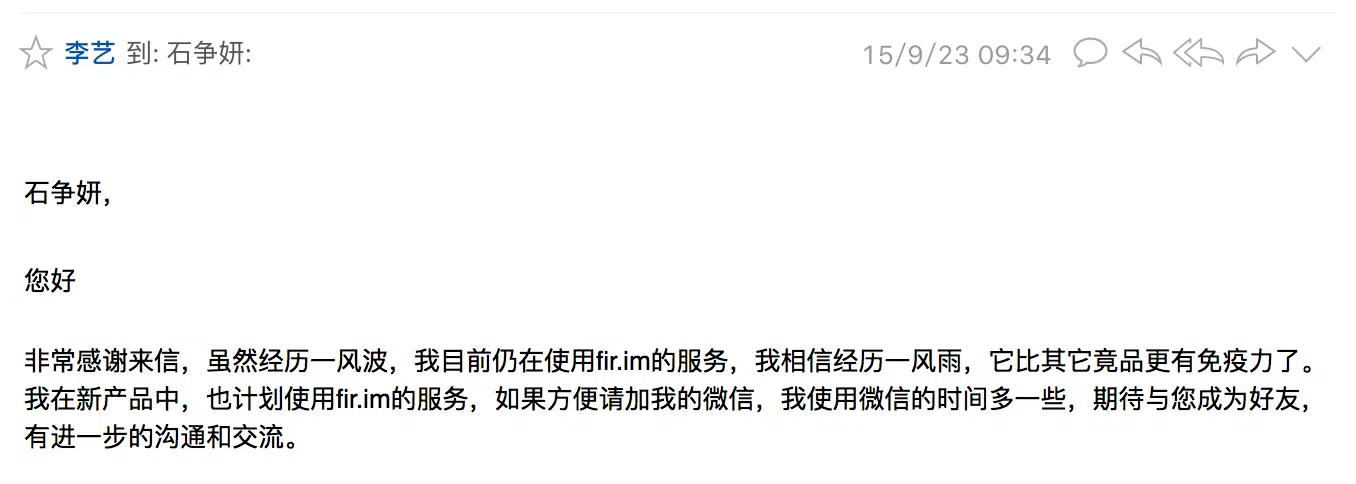 李艺 到: 石争妍: 15/9/23 09:34
石争妍，
您好
非常感谢来信，虽然经历一风波，我目前仍在使用fir.im的服务，我相信经历一风雨，它比其它竟品更有免疫力了。
我在新产品中，也计划使用fir.im的服务，如果方便请加我的微信，我使用微信的时间多一些，期待与您成为好友，
有进一步的沟通和交流。